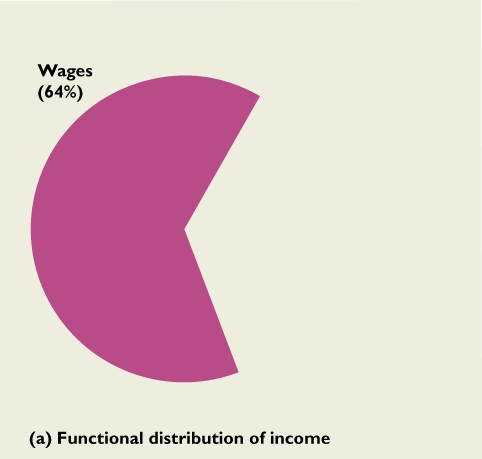 Wages
(64%)
(a) Functional distribution of income